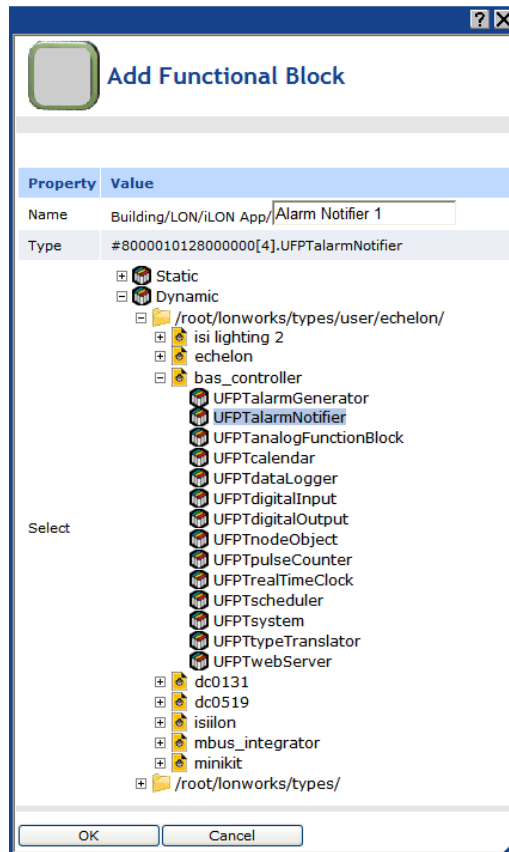 ? X
Add Functional Block
Property Value
Name Building/LON/iLON App/Alarm Notifier 1
Type #8000010128000000[4].UFPTalarmNotifier
Static
Dynamic
/root/lonworks/types/user/echelon/
isi lighting 2
echelon
bas_controller
UFPTalarmGenerator
UFPTalarmNotifier
UFPTanalogFunctionBlock
UFPTcalendar
UFPTdataLogger
UFPTdigitalInput
Select
UFPTdigitalOutput
UFPTnodeObject
UFPTpulseCounter
UFPTrealTimeClock
UFPTscheduler
UFPTsystem
UFPTtypeTranslator
UFPTwebServer
dc0131
dc0519
isiilon
mbus_integrator
minikit
/root/lonworks/types/
OK Cancel